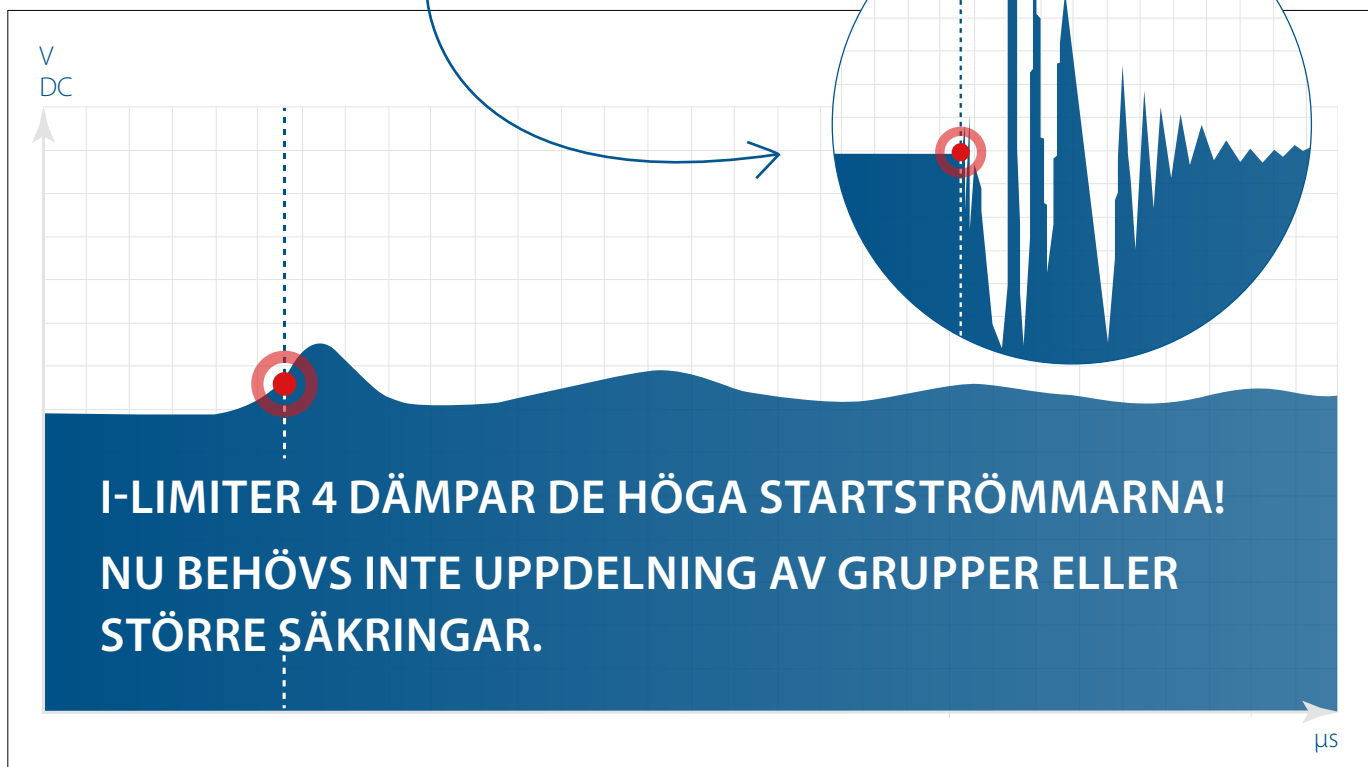 V
DC
I-LIMITER 4 DÄMPAR DE HÖGA STARTSTRÖMMARNA!
NU BEHÖVS INTE UPPDELNING AV GRUPPER ELLER
STÖRRE SÄKRINGAR.
µs